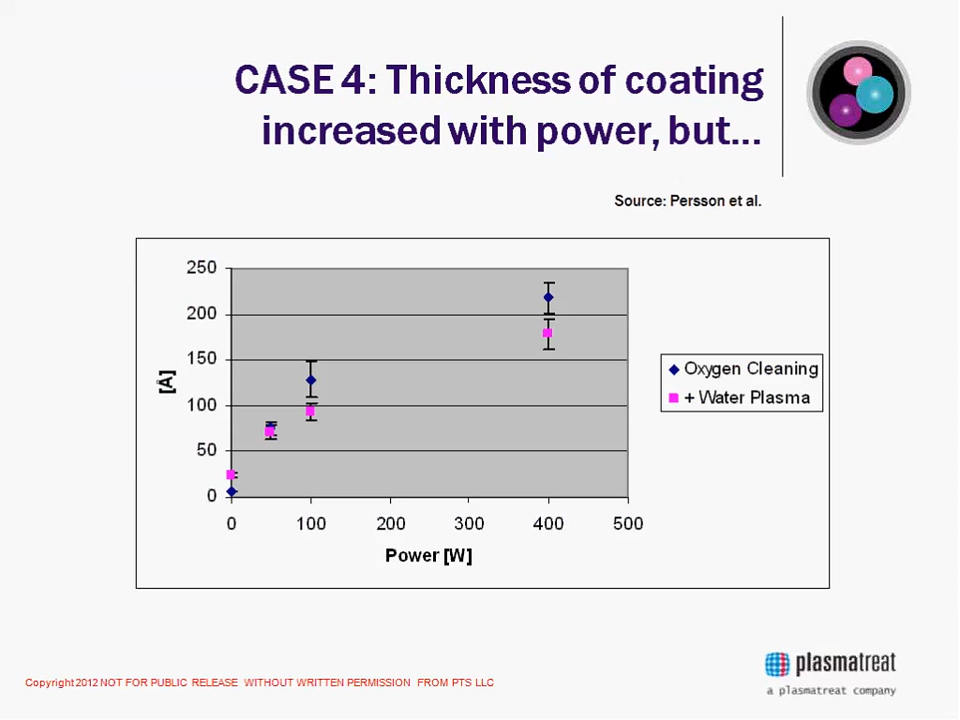 CASE 4: Thickness of coating
increased with power, but...
Source: Persson et al.
250
200
150
100
50
0
[Å]
0 100 200 300 400 500
Power [W]
Oxygen Cleaning
+ Water Plasma
Copyright 2012 NOT FOR PUBLIC RELEASE WITHOUT WRITTEN PERMISSION FROM PTS LLC
plasmatreat
a plasmatreat company